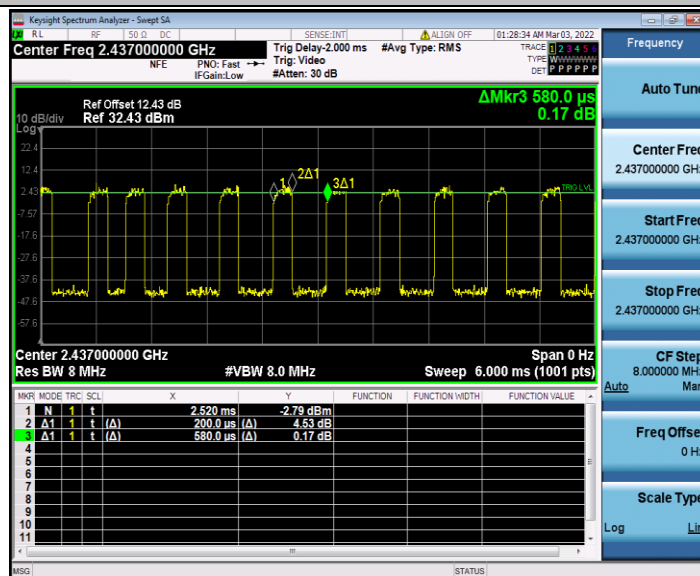 Keysight Spectrum Analyzer - Swept SA
RL RF 50 Ω DC SENSE:INT ALIGN OFF 01:28:34 AM Mar 03, 2022
Center Freq 2.437000000 GHz
NFE PNO: Fast IFGain:Low
Trig Delay-2.000 ms #Avg Type: RMS
Trig: Video
#Atten: 30 dB
TRACE 1 2 3 4 5 6
TYPE WWWWWW
DET P P P P P P
ΔMkr3 580.0 µs
0.17 dB
Ref Offset 12.43 dB
10 dB/div Ref 32.43 dBm
Log
22.4
12.4
2.43
-7.57
-17.6
-27.6
-37.6
-47.6
-57.6
1 2Δ1 3Δ1
TRIG LVL
Center 2.437000000 GHz Span 0 Hz
Res BW 8 MHz #VBW 8.0 MHz Sweep 6.000 ms (1001 pts)
MKR MODE TRC SCL X Y FUNCTION FUNCTION WIDTH FUNCTION VALUE
1 N 1 t 2.520 ms -2.79 dBm
2 Δ1 1 t (Δ) 200.0 µs (Δ) 4.53 dB
3 Δ1 1 t (Δ) 580.0 µs (Δ) 0.17 dB
4
5
6
7
8
9
10
11
MSG STATUS
Frequency
Auto Tune
Center Freq
2.437000000 GHz
Start Freq
2.437000000 GHz
Stop Freq
2.437000000 GHz
CF Step
8.000000 MHz
Auto Man
Freq Offset
0 Hz
Scale Type
Log Lin